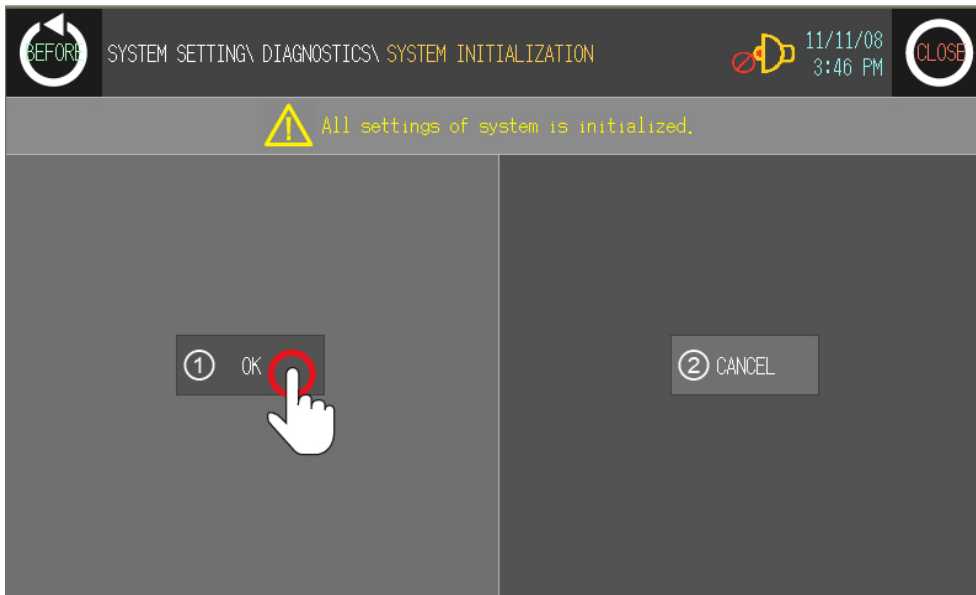 BEFORE
SYSTEM SETTING\ DIAGNOSTICS\ SYSTEM INITIALIZATION
11/11/08
3:46 PM
CLOSE
All settings of system is initialized.
① OK
② CANCEL